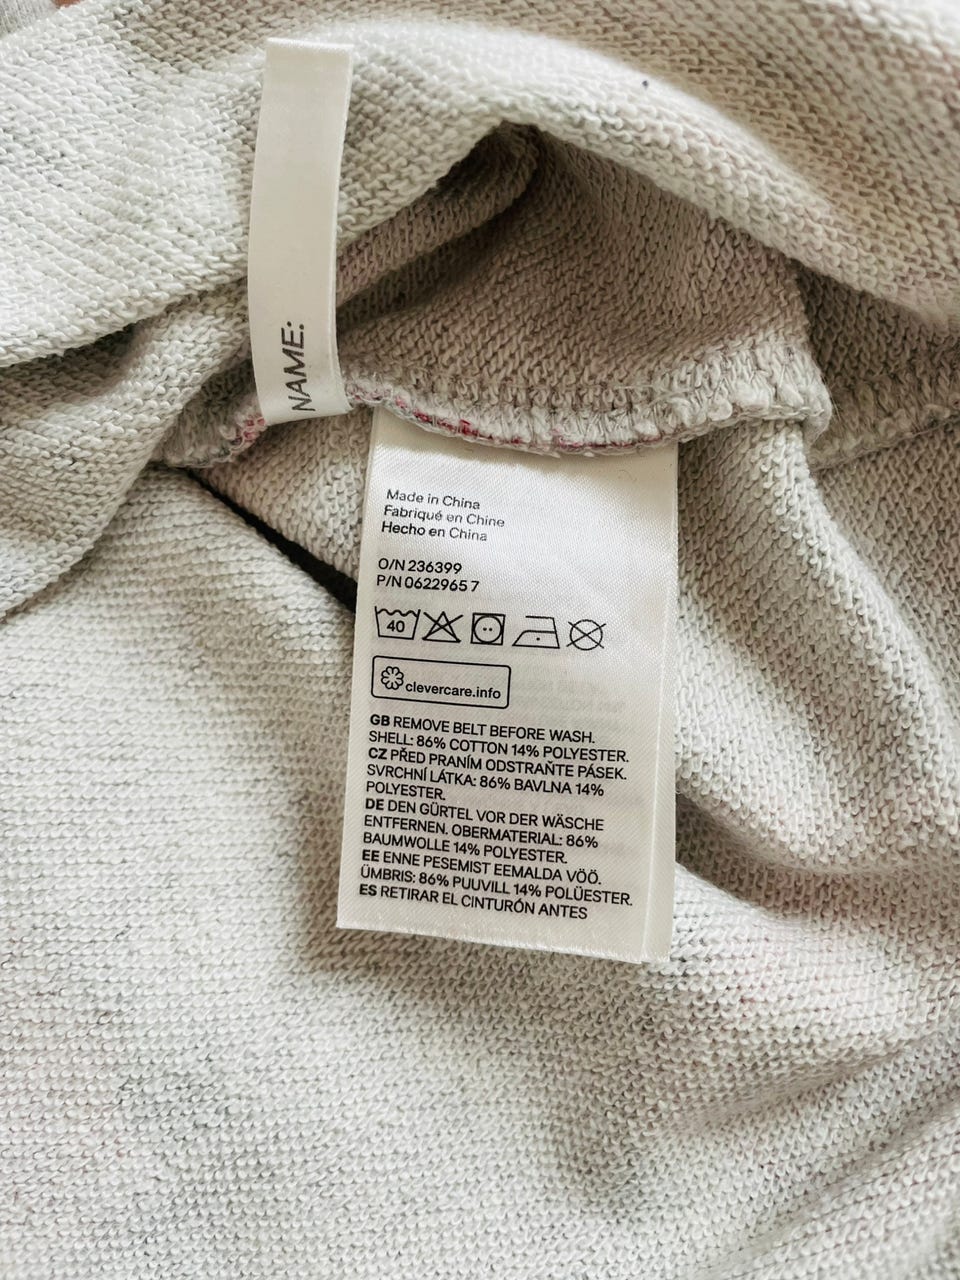 NAME:
Made in China
Fabriqué en Chine
Hecho en China
O/N 236399
P/N 0622965 7
40
clevercare.info
GB REMOVE BELT BEFORE WASH.
SHELL: 86% COTTON 14% POLYESTER.
CZ PŘED PRANÍM ODSTRAŇTE PÁSEK.
SVRCHNÍ LÁTKA: 86% BAVLNA 14%
POLYESTER.
DE DEN GÜRTEL VOR DER WÄSCHE
ENTFERNEN. OBERMATERIAL: 86%
BAUMWOLLE 14% POLYESTER.
EE ENNE PESEMIST EEMALDA VÖÖ.
ÜMBRIS: 86% PUUVILL 14% POLÜESTER.
ES RETIRAR EL CINTURÓN ANTES